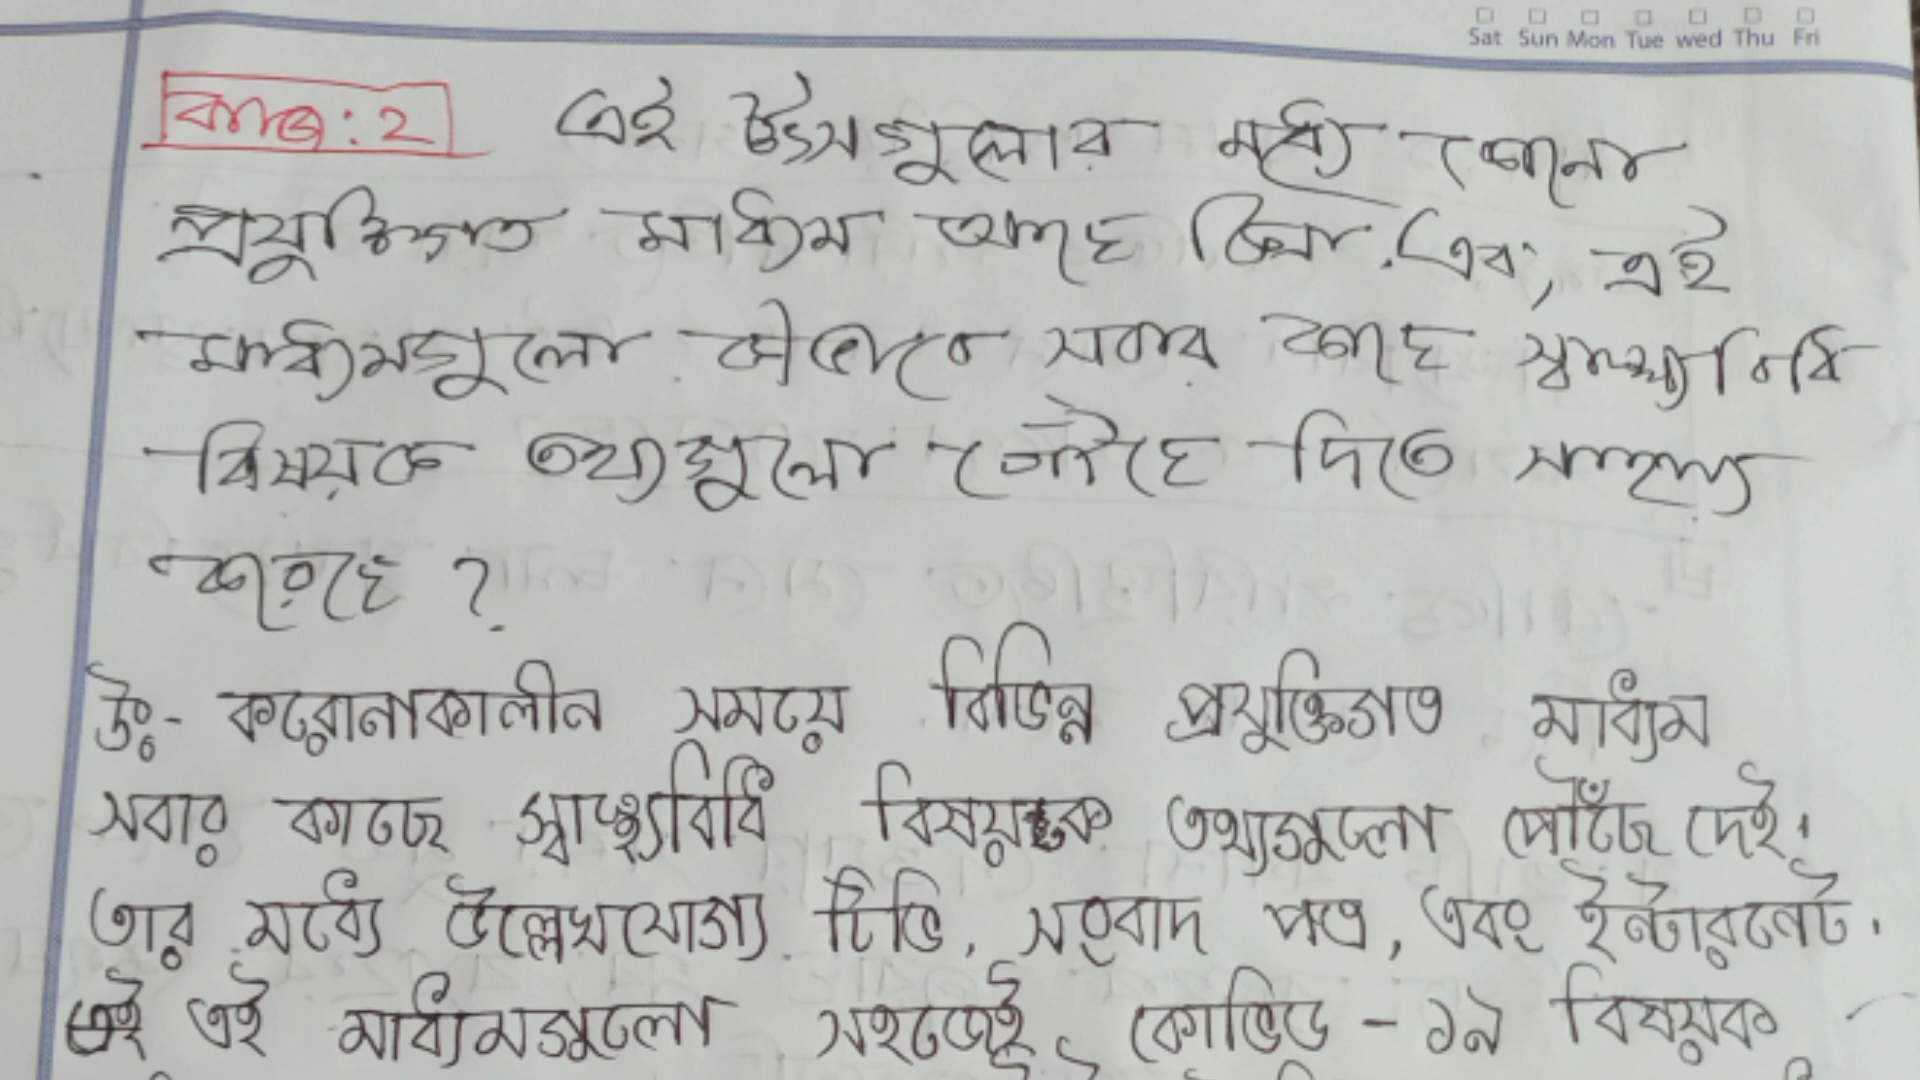 Sat Sun Mon Tue wed Thu Fri
কাজ : ২ এই উৎসগুলোর মধ্যে কোনো
প্রযুক্তিগত মাধ্যম আছে কিনা. এবং, এই
মাধ্যমগুলো কীভাবে সবার কাছে স্বাস্থ্যবিধি
বিষয়ক তথ্যগুলো পৌঁছে দিতে সাহায্য
করেছে ?
উঃ- করোনাকালীন সময়ে বিভিন্ন প্রযুক্তিগত মাধ্যম
সবার কাছে স্বাস্থ্যবিধি বিষয়ক তথ্যগুলো পৌঁছে দেই।
তার মধ্যে উল্লেখযোগ্য টিভি, সংবাদ পত্র, এবং ইন্টারনেট.
এই মাধ্যমগুলো সহজেই কোভিড - ১৯ বিষয়ক